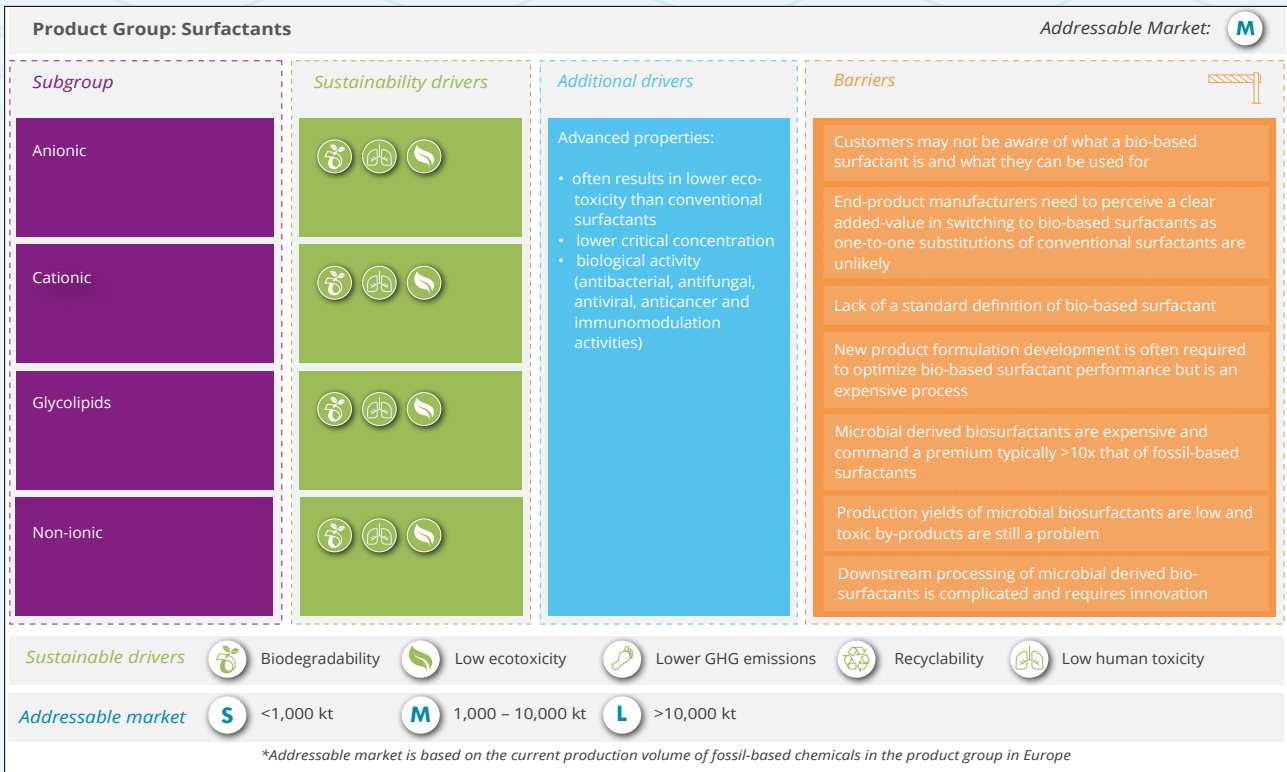 Product Group: Surfactants
Addressable Market:
M
Subgroup
Sustainability drivers
Additional drivers
Barriers
Anionic
Cationic
Glycolipids
Non-ionic
Advanced properties:
• often results in lower eco-
toxicity than conventional
surfactants
• lower critical concentration
• biological activity
(antibacterial, antifungal,
antiviral, anticancer and
immunomodulation
activities)
Customers may not be aware of what a bio-based
surfactant is and what they can be used for
End-product manufacturers need to perceive a clear
added-value in switching to bio-based surfactants as
one-to-one substitutions of conventional surfactants are
unlikely
Lack of a standard definition of bio-based surfactant
New product formulation development is often required
to optimize bio-based surfactant performance but is an
expensive process
Microbial derived biosurfactants are expensive and
command a premium typically >10x that of fossil-based
surfactants
Production yields of microbial biosurfactants are low and
toxic by-products are still a problem
Downstream processing of microbial derived bio-
surfactants is complicated and requires innovation
Sustainable drivers
Biodegradability
Low ecotoxicity
Lower GHG emissions
Recyclability
Low human toxicity
Addressable market
S
<1,000 kt
M
1,000 – 10,000 kt
L
>10,000 kt
*Addressable market is based on the current production volume of fossil-based chemicals in the product group in Europe